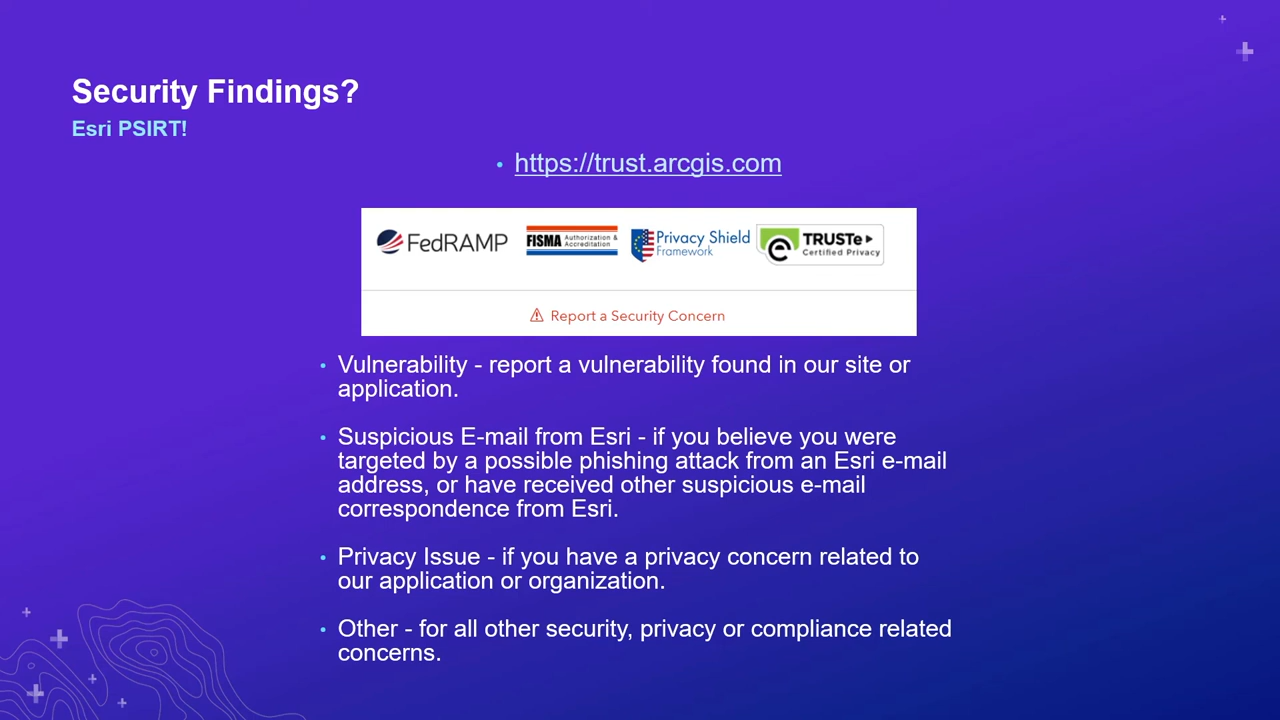 Security Findings?
Esri PSIRT!
• https://trust.arcgis.com
FedRAMP
FISMA Authorization & Accreditation
Privacy Shield Framework
TRUSTe Certified Privacy
Report a Security Concern
• Vulnerability - report a vulnerability found in our site or
application.
• Suspicious E-mail from Esri - if you believe you were
targeted by a possible phishing attack from an Esri e-mail
address, or have received other suspicious e-mail
correspondence from Esri.
• Privacy Issue - if you have a privacy concern related to
our application or organization.
• Other - for all other security, privacy or compliance related
concerns.